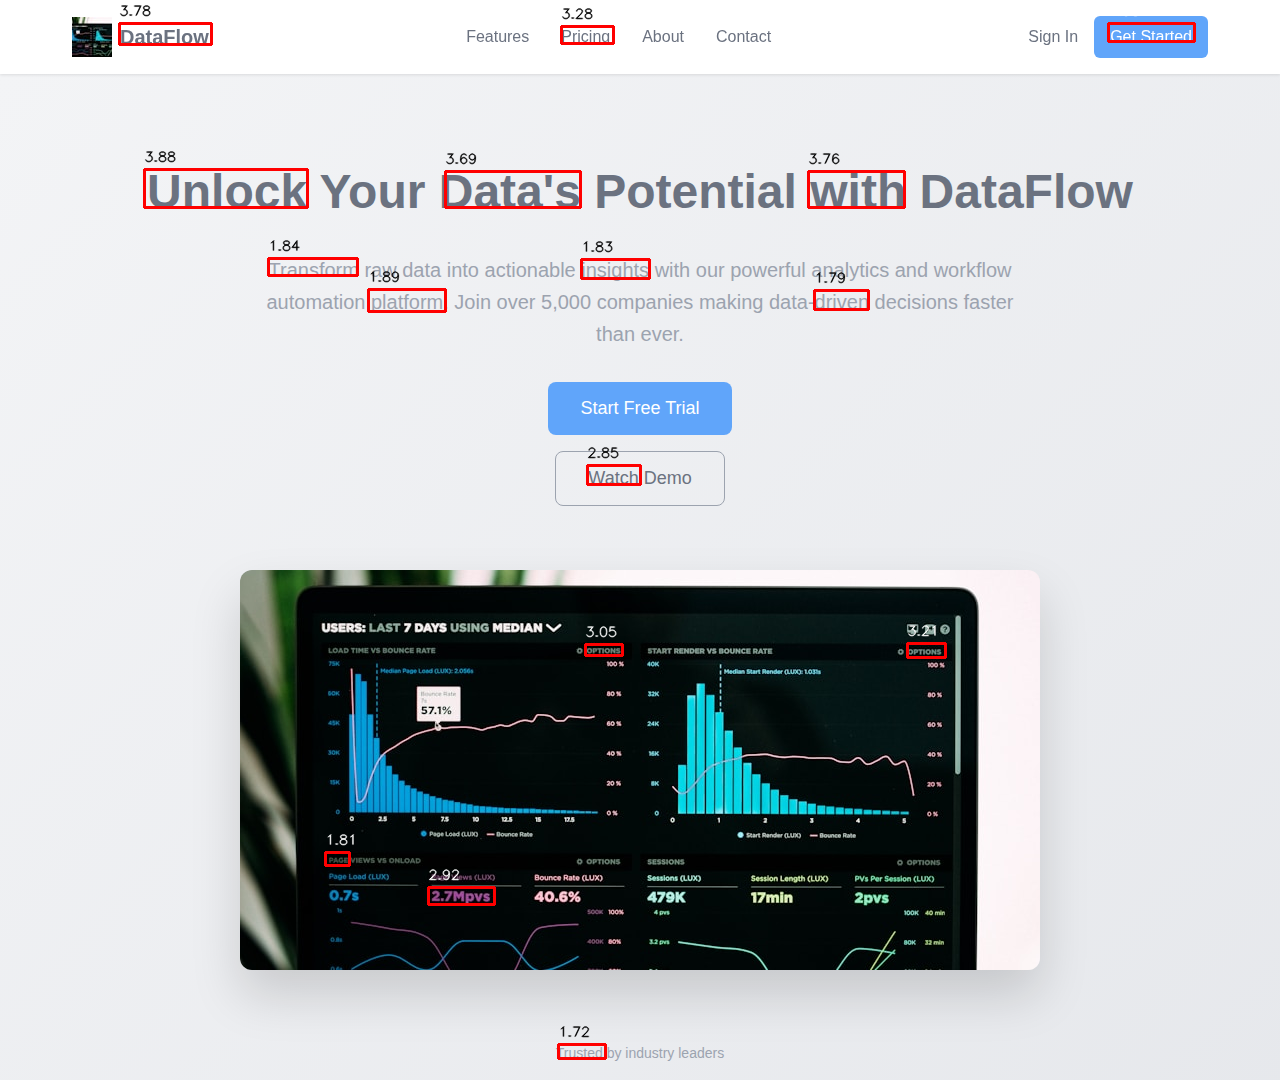 3.78
3.28
DataFlow
Features Pricing About Contact
Sign In Get Started
3.88 3.69 3.76
Unlock Your Data's Potential with DataFlow
1.84 1.83
Transform raw data into actionable insights with our powerful analytics and workflow
1.89 1.79
automation platform. Join over 5,000 companies making data-driven decisions faster
than ever.
Start Free Trial
2.85
Watch Demo
USERS: LAST 7 DAYS USING MEDIAN
3.05 3.21
LOAD TIME VS BOUNCE RATE OPTIONS
START RENDER VS BOUNCE RATE OPTIONS
75K 60K 45K 30K 15K 0
Median Page Load (LUX): 2.056s
Bounce Rate
7s
57.1%
100 % 80 % 60 % 40 % 20 % 0 %
0 2.5 5 7.5 10 12.5 15 17.5
Page Load (LUX) Bounce Rate
40K 32K 24K 16K 8K 0
Median Start Render (LUX): 1.031s
100 % 80 % 60 % 40 % 20 % 0 %
0 1 2 3 4 5
Start Render (LUX) Bounce Rate
1.81
PAGE VIEWS VS ONLOAD OPTIONS
SESSIONS OPTIONS
2.92
Page Load (LUX) Bounce Rate (LUX)
0.7s 2.7Mpvs 40.6%
Sessions (LUX) Session Length (LUX) PVs Per Session (LUX)
479K 17min 2pvs
1s 500K 100%
0.8s 400K 80%
4 pvs 100K 40 min
3.2 pvs 80K 32 min
1.72
Trusted by industry leaders